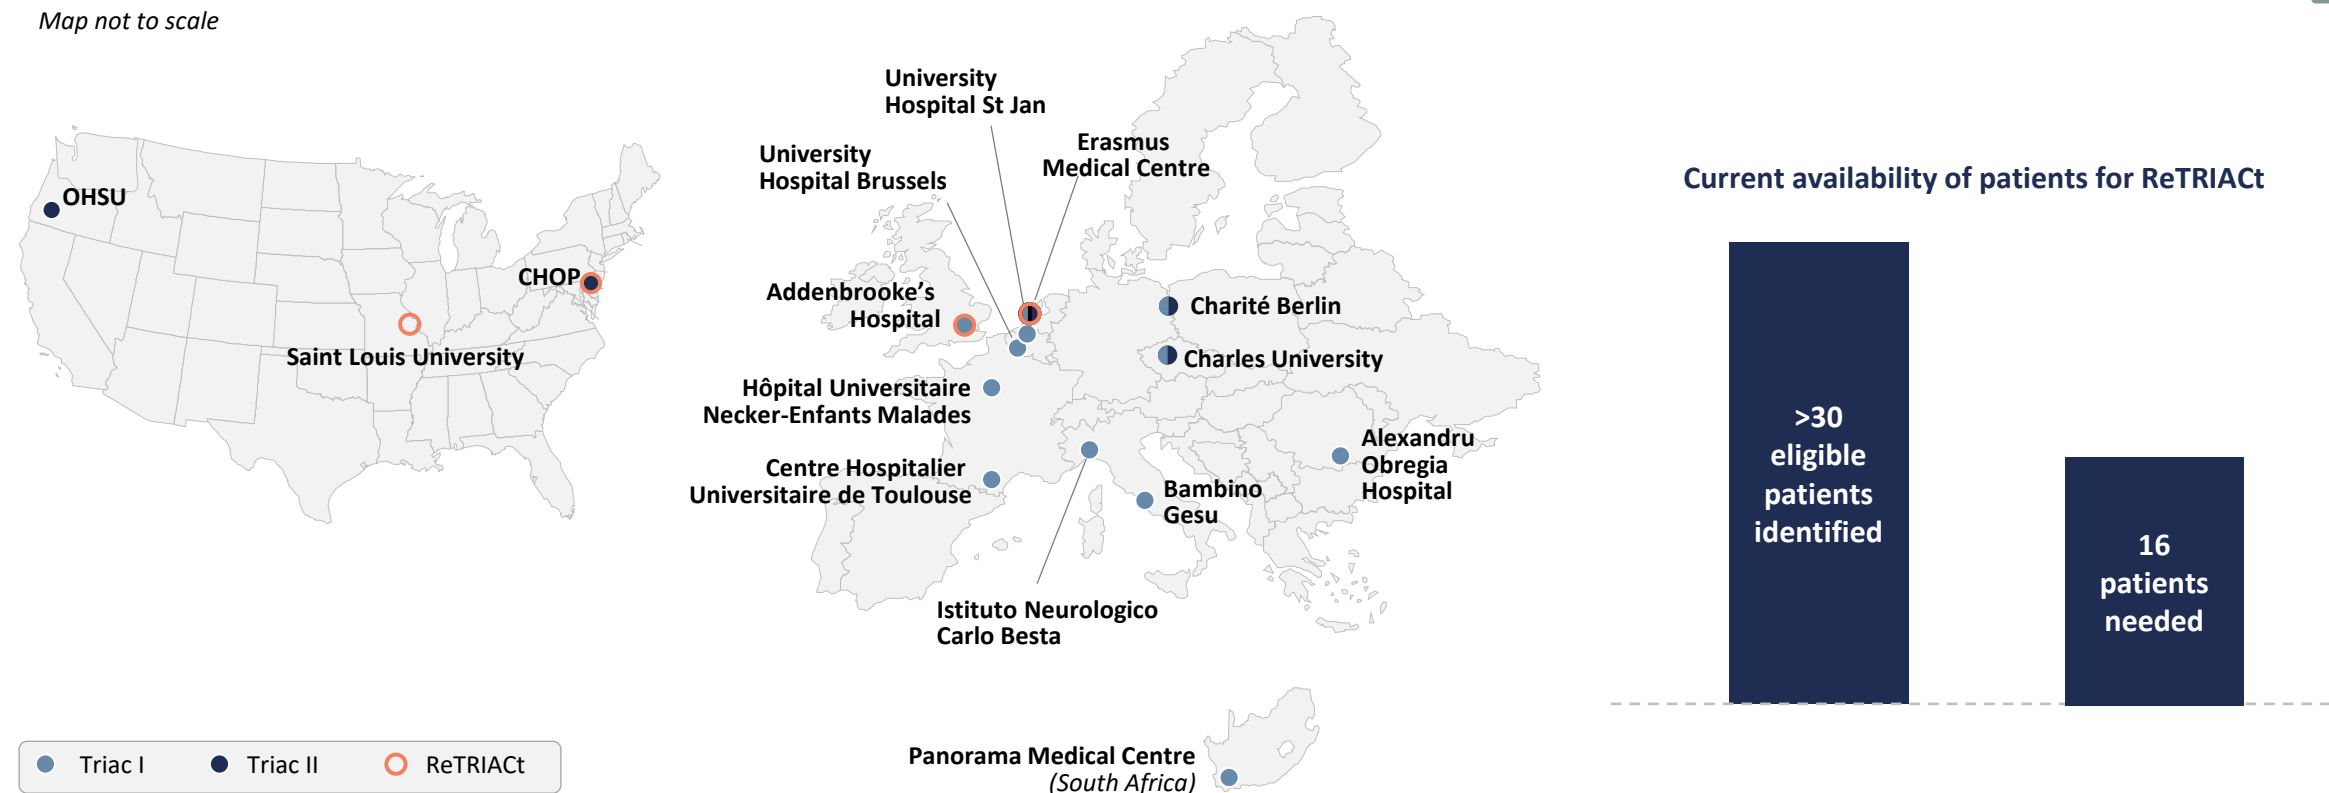 Map not to scale
OHSU
CHOP
Saint Louis University
University
Hospital St Jan
Erasmus
Medical Centre
University
Hospital Brussels
Addenbrooke’s
Hospital
Charité Berlin
Charles University
Hôpital Universitaire
Necker-Enfants Malades
Centre Hospitalier
Universitaire de Toulouse
Alexandru
Obregia
Hospital
Bambino
Gesu
Istituto Neurologico
Carlo Besta
Panorama Medical Centre
(South Africa)
Triac I
Triac II
ReTRIACt
Current availability of patients for ReTRIACt
>30
eligible
patients
identified
16
patients
needed